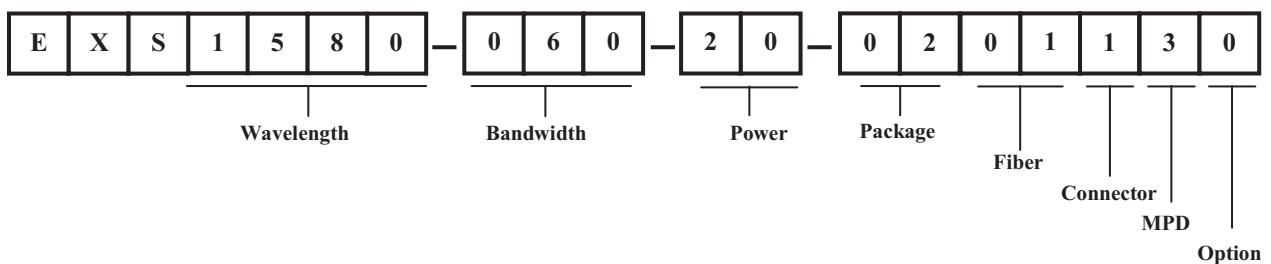 E X S 1 5 8 0 – 0 6 0 – 2 0 – 0 2 0 1 1 3 0
Wavelength Bandwidth Power Package
Fiber
Connector
MPD
Option